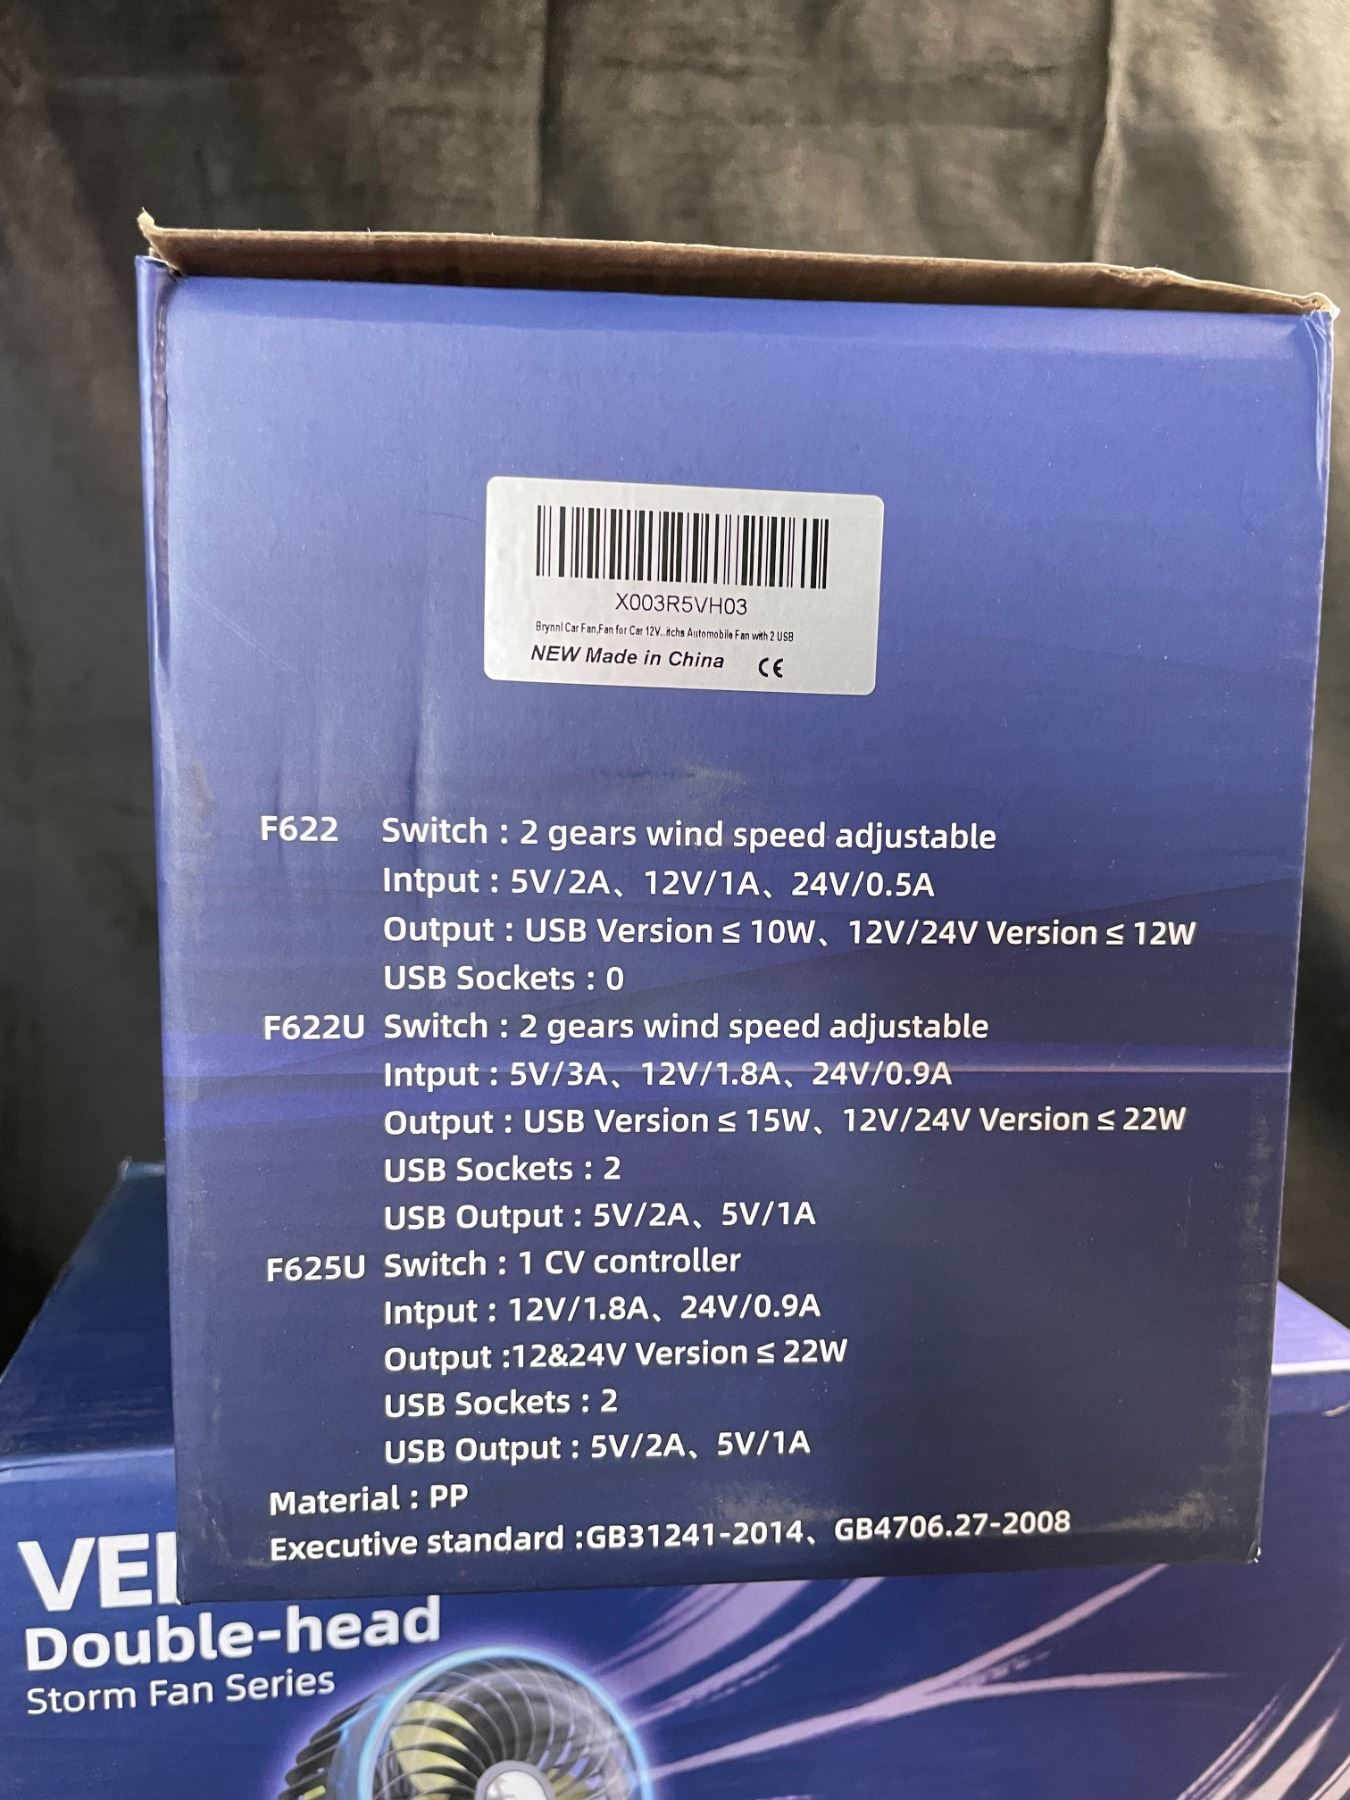 X003R5VH03
Brynnl Car Fan,Fan for Car 12V...itchs Automobile Fan with 2 USB
NEW Made in China CE
F622 Switch : 2 gears wind speed adjustable
Intput : 5V/2A、12V/1A、24V/0.5A
Output : USB Version ≤ 10W、12V/24V Version ≤ 12W
USB Sockets : 0
F622U Switch : 2 gears wind speed adjustable
Intput : 5V/3A、12V/1.8A、24V/0.9A
Output : USB Version ≤ 15W、12V/24V Version ≤ 22W
USB Sockets : 2
USB Output : 5V/2A、5V/1A
F625U Switch : 1 CV controller
Intput : 12V/1.8A、24V/0.9A
Output :12&24V Version ≤ 22W
USB Sockets : 2
USB Output : 5V/2A、5V/1A
Material : PP
Executive standard :GB31241-2014、GB4706.27-2008
Double-head
Storm Fan Series